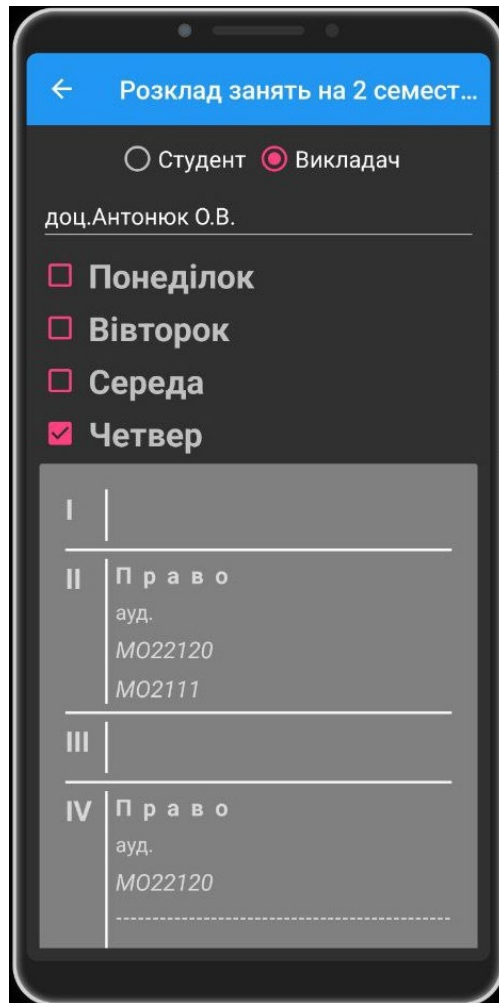 Розклад занять на 2 семест...
Студент Викладач
доц.Антонюк О.В.
Понеділок
Вівторок
Середа
Четвер
I
II П р а в о
ауд.
МО22120
МО2111
III
IV П р а в о
ауд.
МО22120
---------------------------------------------